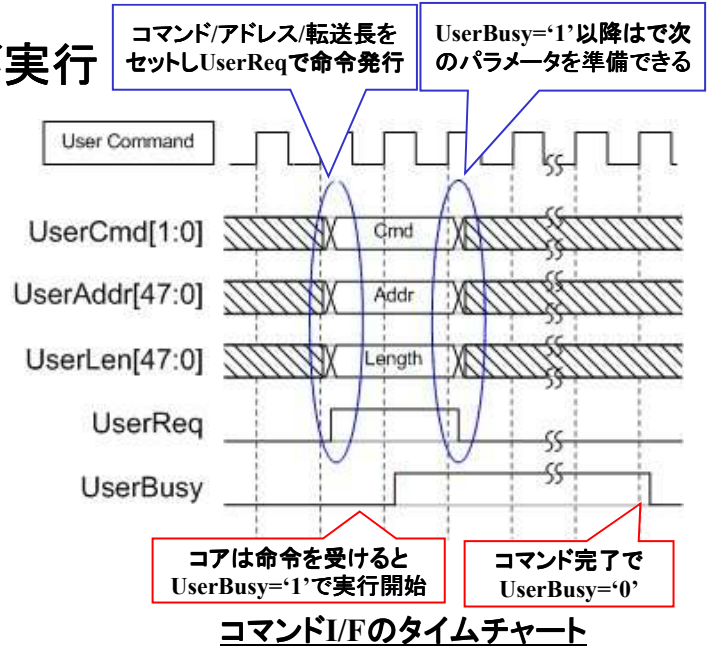 実行
コマンド/アドレス/転送長を
セットしUserReqで命令発行
UserBusy=‘1’以降はで次
のパラメータを準備できる
User Command
UserCmd[1:0]
Cmd
UserAddr[47:0]
Addr
UserLen[47:0]
Length
UserReq
UserBusy
コアは命令を受けると
UserBusy=‘1’で実行開始
コマンド完了で
UserBusy=‘0’
コマンドI/Fのタイムチャート